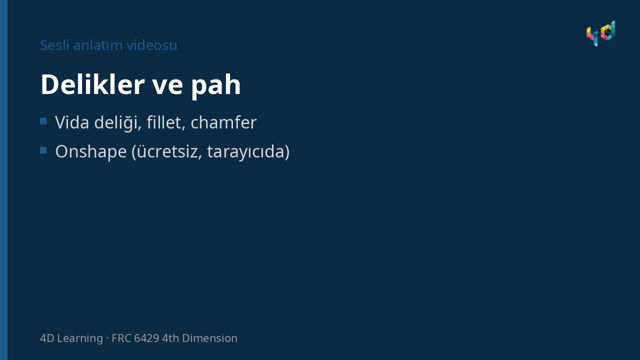 Sesli anlatım videosu
4d
Delikler ve pah
Vida deliği, fillet, chamfer
Onshape (ücretsiz, tarayıcıda)
4D Learning · FRC 6429 4th Dimension